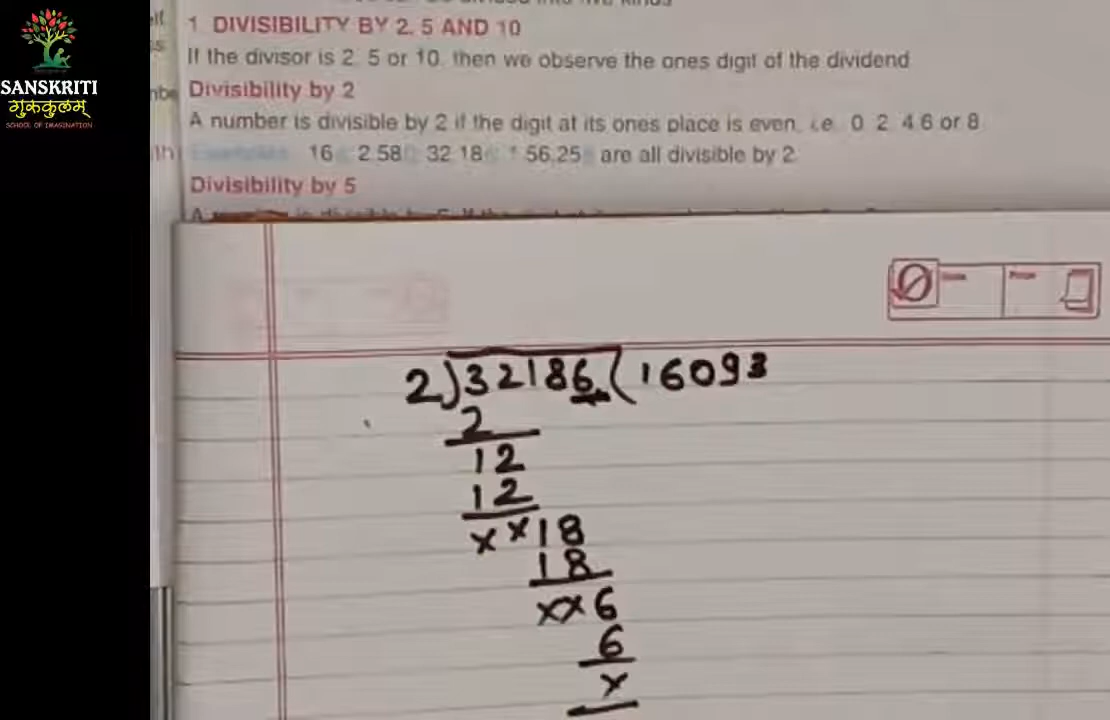 SANSKRITI
गुरुकुलम्
SCHOOL OF IMAGINATION
1. DIVISIBILITY BY 2, 5 AND 10
If the divisor is 2, 5 or 10, then we observe the ones digit of the dividend
Divisibility by 2
A number is divisible by 2 if the digit at its ones place is even, i.e. 0 2 4 6 or 8
16 2,58 32,18 1,56,25 are all divisible by 2
Divisibility by 5
2)32186(16093
2
12
12
××18
18
××6
6
×